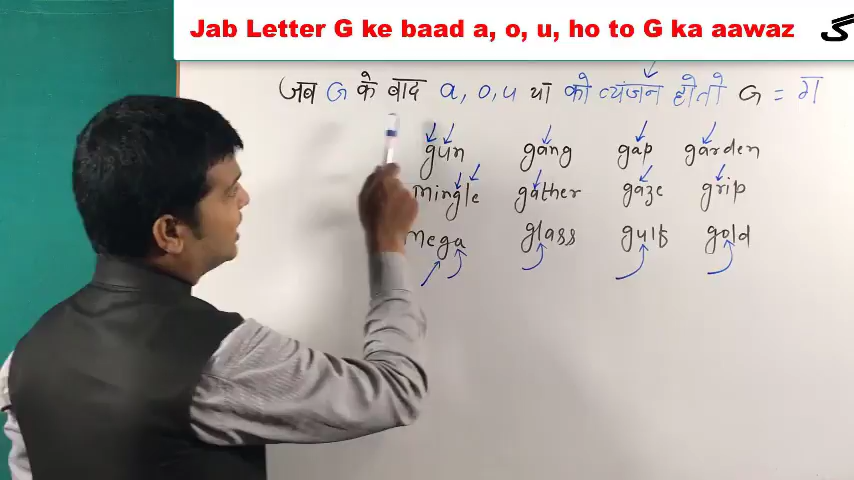 Jab Letter G ke baad a, o, u, ho to G ka aawaz گ
जब G के बाद a, o, u या को व्यंजन हो तो G = ग
gun gang gap garden
mingle gather gaze grip
mega glass gulf gold